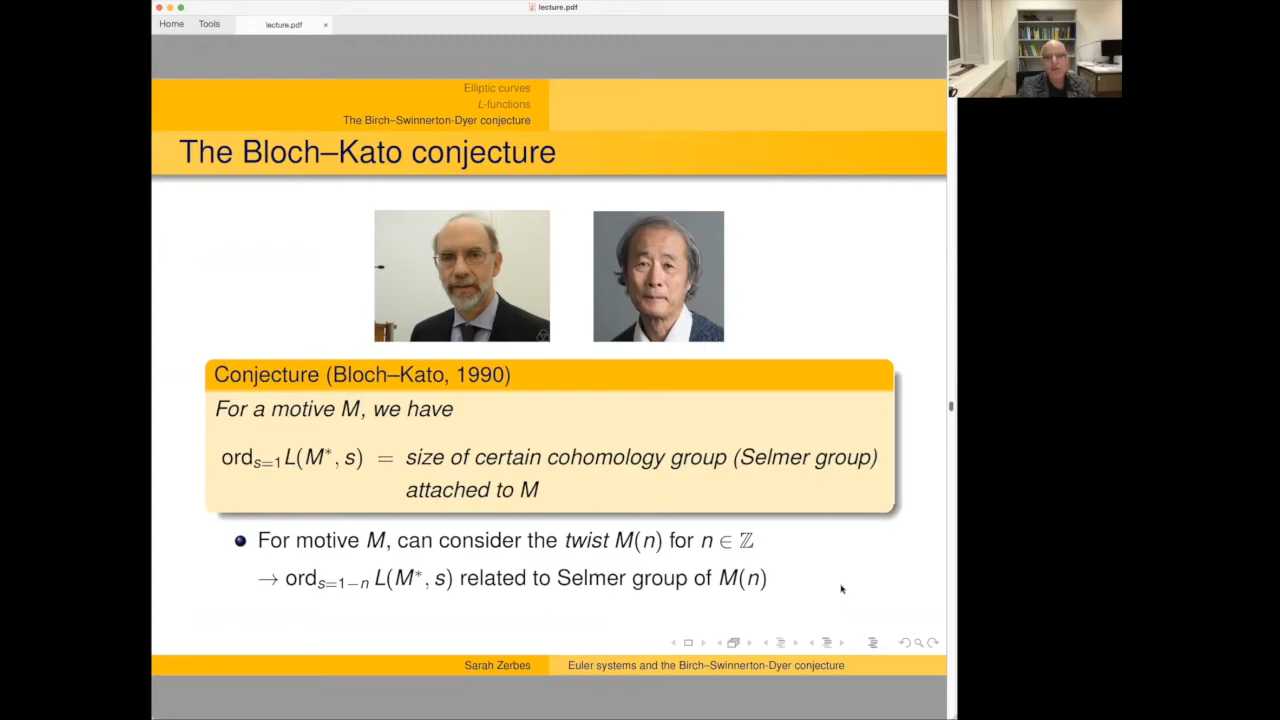 lecture.pdf
Home Tools lecture.pdf ×
Elliptic curves
L-functions
The Birch–Swinnerton-Dyer conjecture
The Bloch–Kato conjecture
Conjecture (Bloch–Kato, 1990)
For a motive M, we have
ord_{s=1} L(M*, s) = size of certain cohomology group (Selmer group)
attached to M
For motive M, can consider the twist M(n) for n ∈ ℤ
→ ord_{s=1−n} L(M*, s) related to Selmer group of M(n)
Sarah Zerbes Euler systems and the Birch–Swinnerton-Dyer conjecture